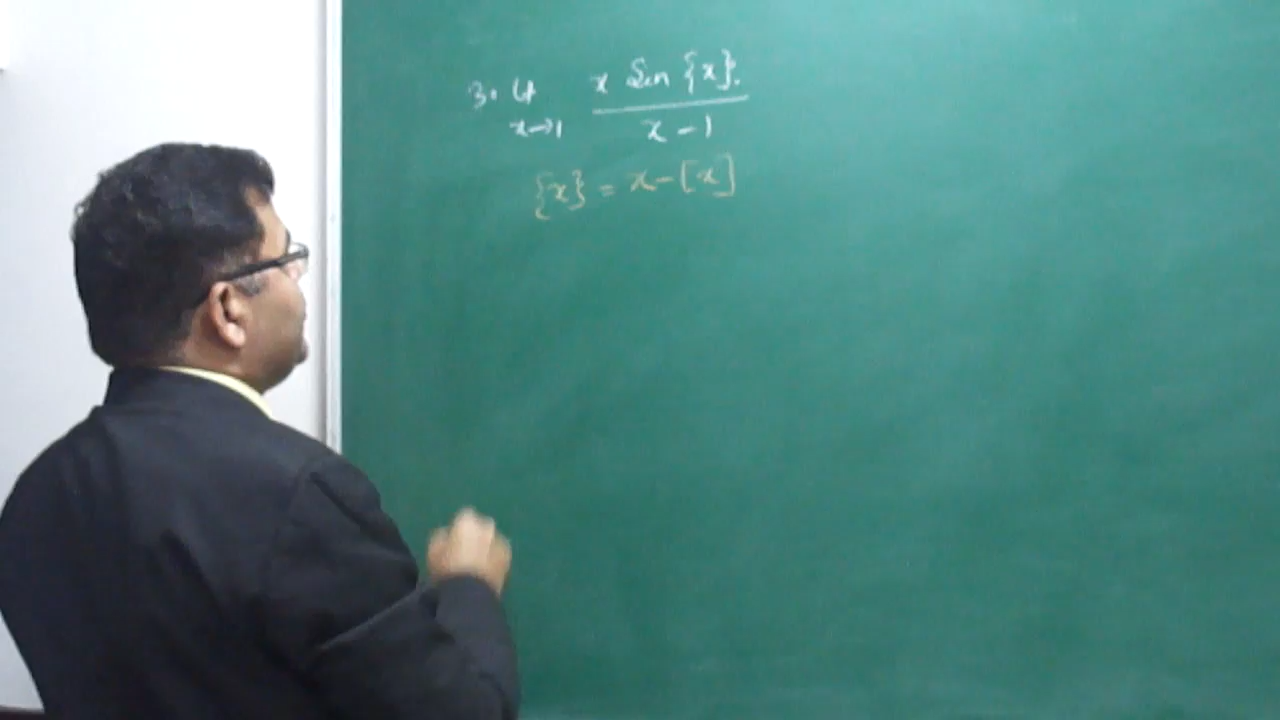 3. Lt x Sin {x}.
x→1 x-1
{x} = x-[x]